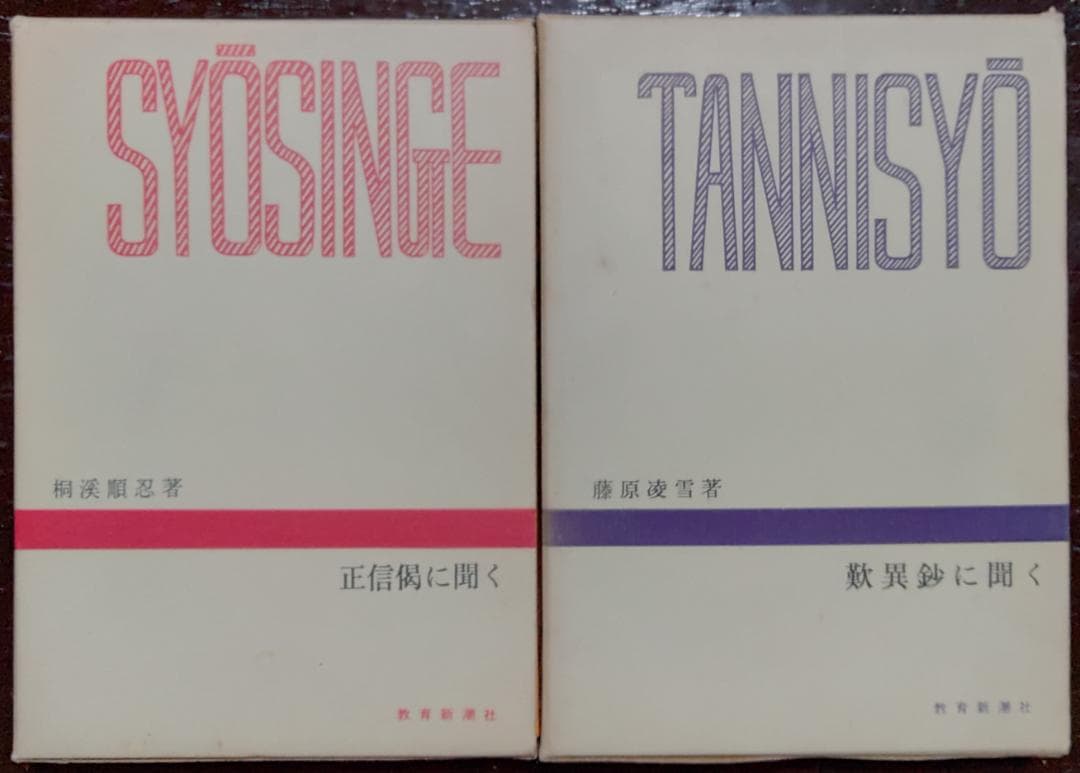 SYŌSINGE
桐溪順忍著
正信偈に聞く
教育新潮社
TANNISYŌ
藤原凌雪著
歎異鈔に聞く
教育新潮社